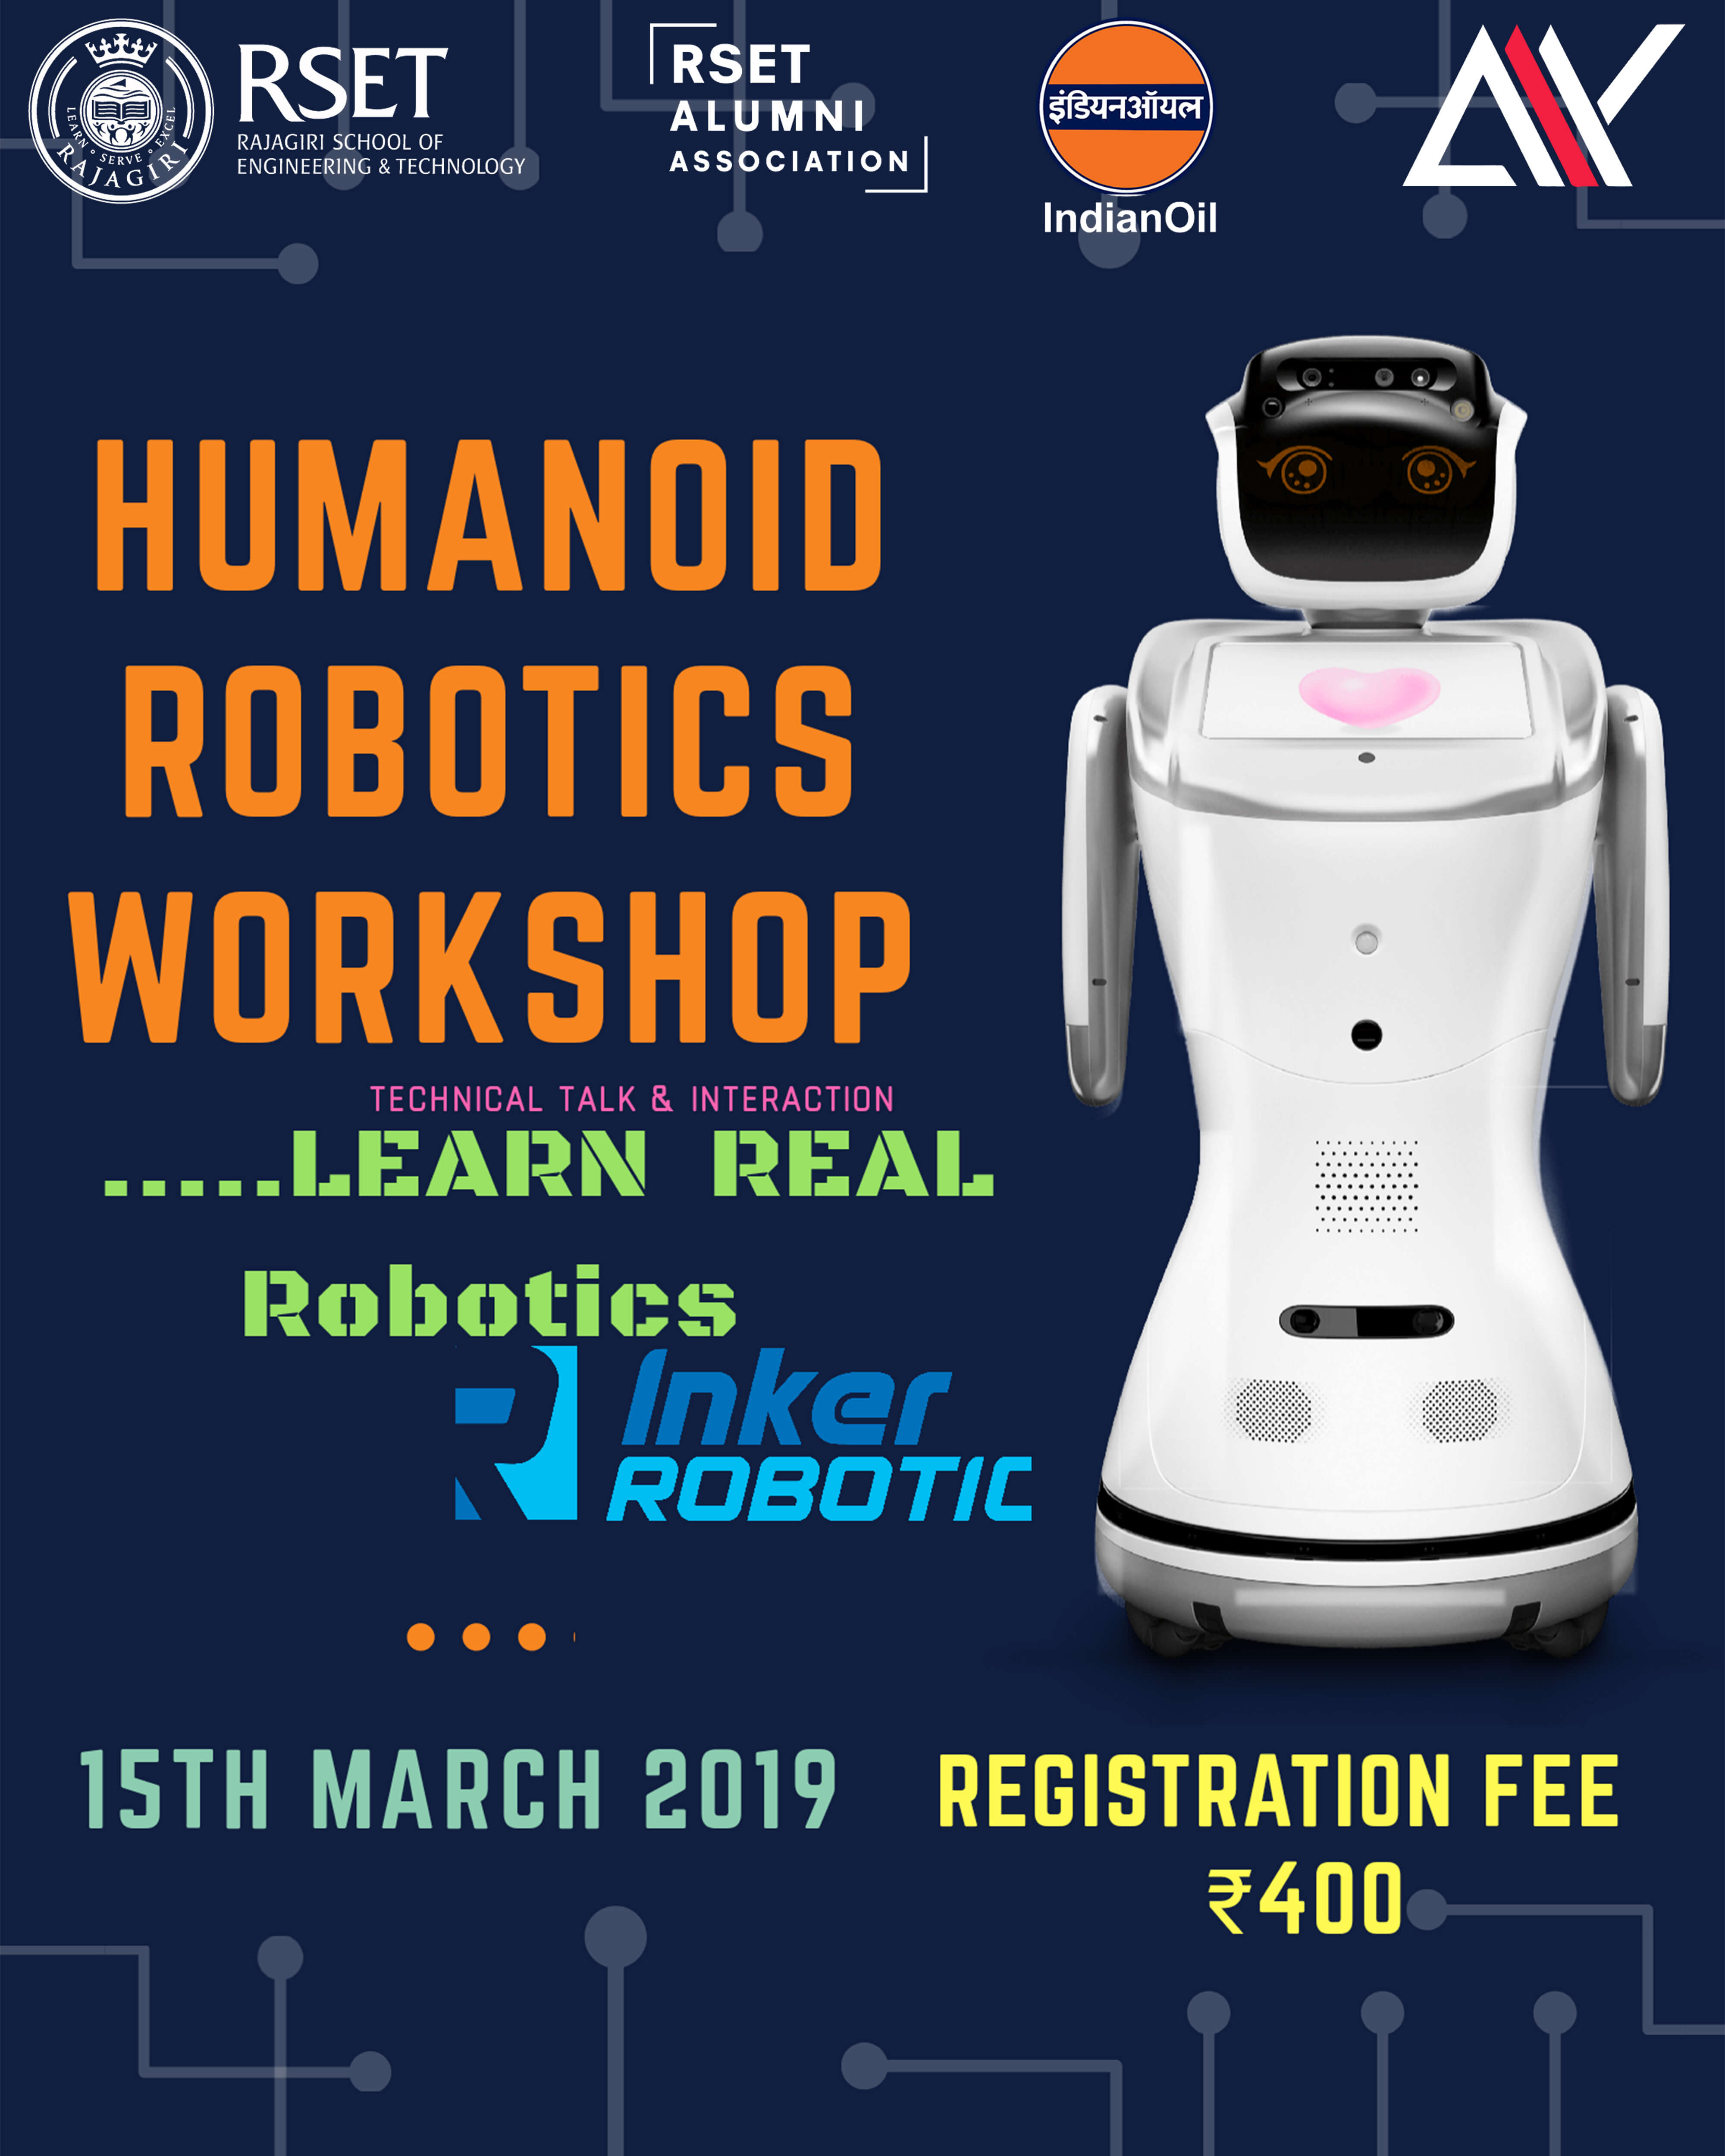 RSET
RAJAGIRI SCHOOL OF
ENGINEERING & TECHNOLOGY
LEARN • SERVE • EXCEL
RAJAGIRI
RSET
ALUMNI
ASSOCIATION
इंडियनऑयल
IndianOil
HUMANOID
ROBOTICS
WORKSHOP
TECHNICAL TALK & INTERACTION
.....LEARN REAL
Robotics
Inker
ROBOTIC
15TH MARCH 2019
REGISTRATION FEE
₹400